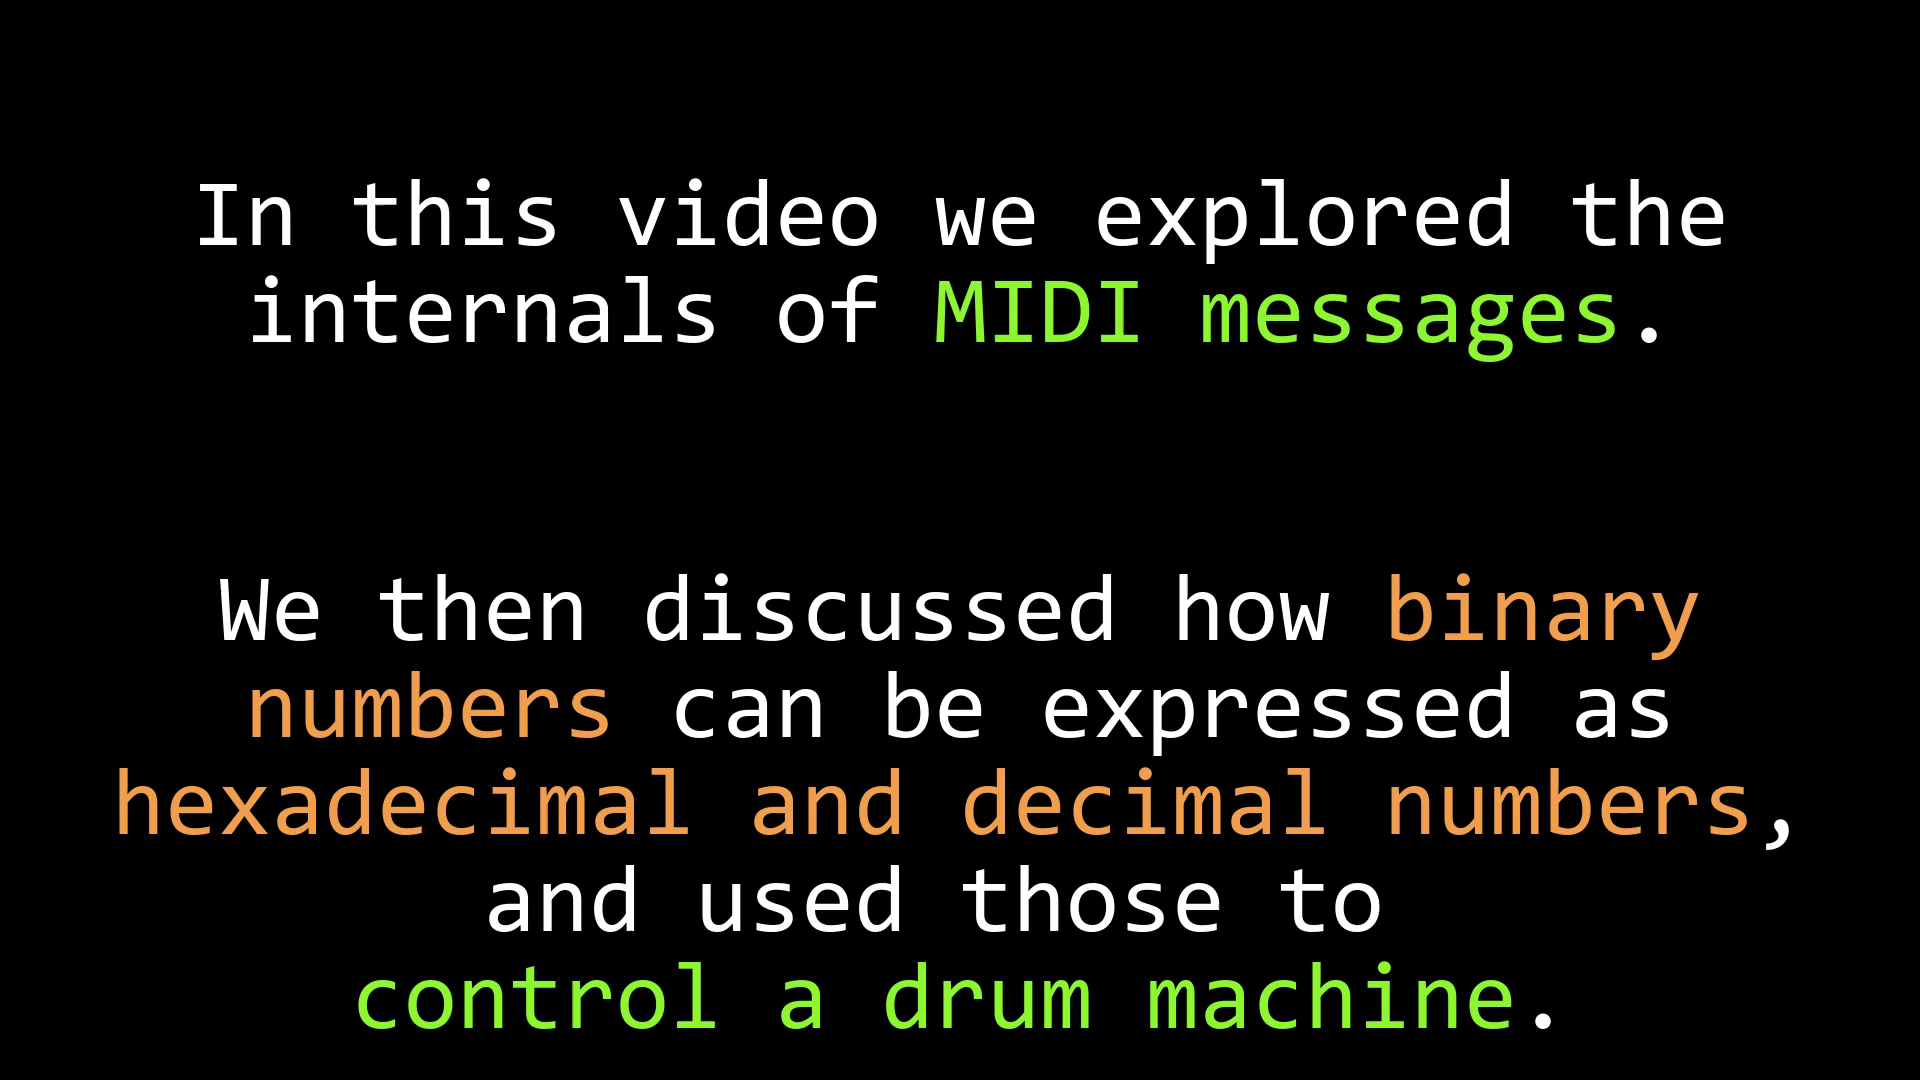 In this video we explored the
internals of MIDI messages.
We then discussed how binary
numbers can be expressed as
hexadecimal and decimal numbers,
and used those to
control a drum machine.